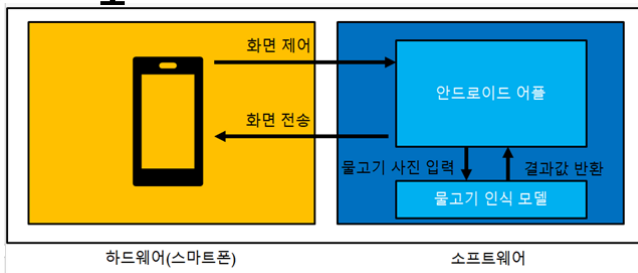 화면 제어
안드로이드 어플
화면 전송
물고기 사진 입력
결과값 반환
물고기 인식 모델
하드웨어(스마트폰)
소프트웨어